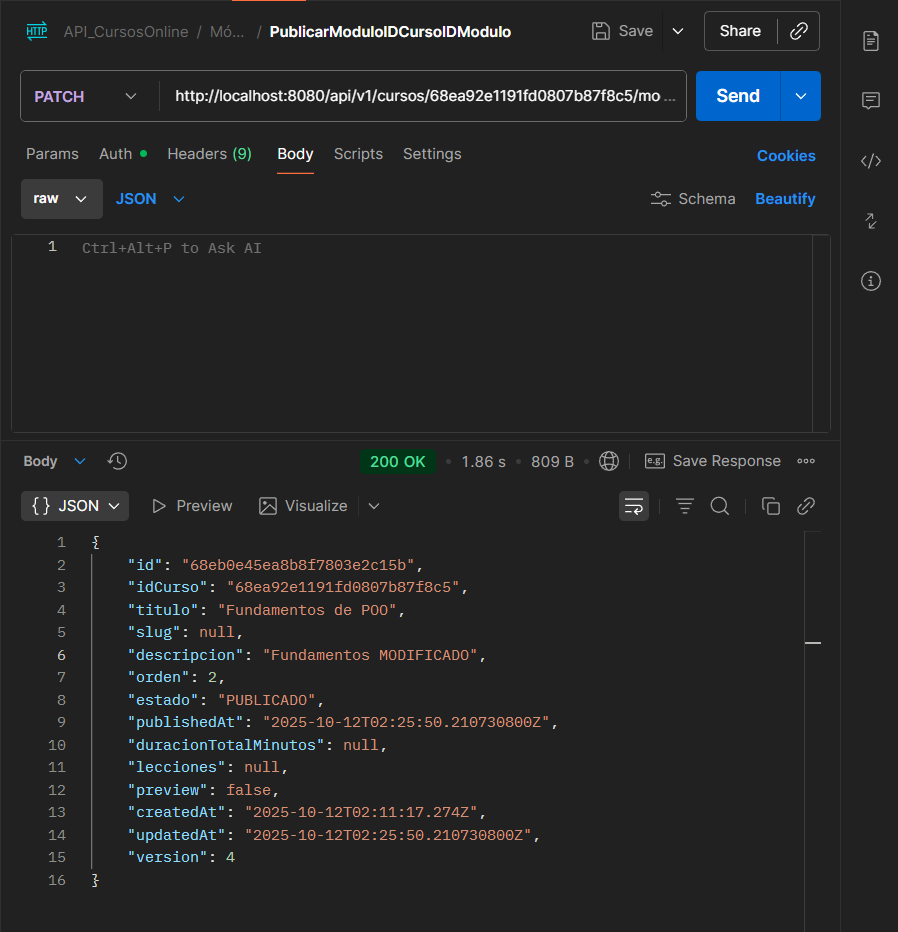 HTTP API_CursosOnline / Mó... / PublicarModuloIDCursoIDModulo Save Share
PATCH http://localhost:8080/api/v1/cursos/68ea92e1191fd0807b87f8c5/mo ... Send
Params Auth Headers (9) Body Scripts Settings Cookies
raw JSON Schema Beautify
1 Ctrl+Alt+P to Ask AI
Body 200 OK 1.86 s 809 B e.g. Save Response
{} JSON Preview Visualize
1 {
2 "id": "68eb0e45ea8b8f7803e2c15b",
3 "idCurso": "68ea92e1191fd0807b87f8c5",
4 "titulo": "Fundamentos de POO",
5 "slug": null,
6 "descripcion": "Fundamentos MODIFICADO",
7 "orden": 2,
8 "estado": "PUBLICADO",
9 "publishedAt": "2025-10-12T02:25:50.210730800Z",
10 "duracionTotalMinutos": null,
11 "lecciones": null,
12 "preview": false,
13 "createdAt": "2025-10-12T02:11:17.274Z",
14 "updatedAt": "2025-10-12T02:25:50.210730800Z",
15 "version": 4
16 }